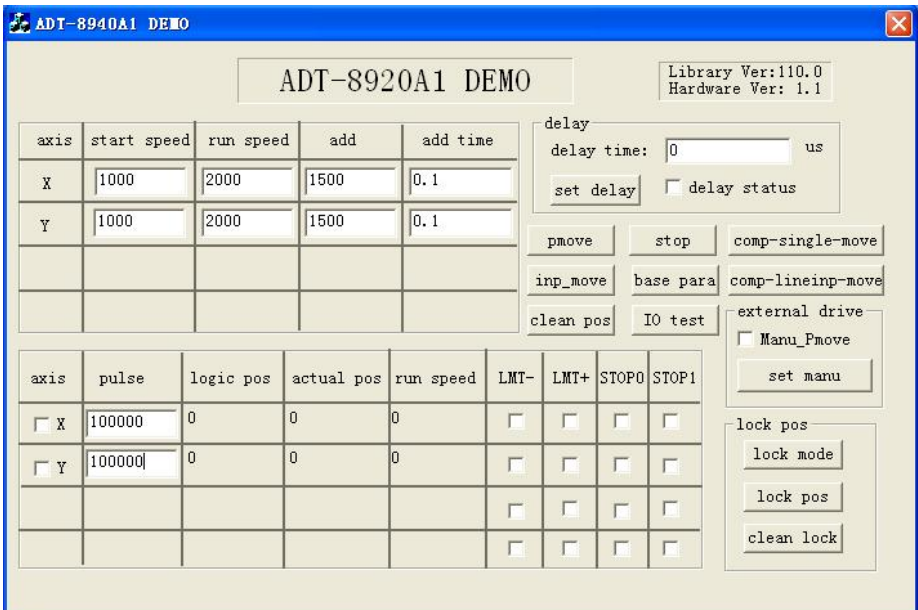 ADT-8940A1 DEMO
ADT-8920A1 DEMO
Library Ver:110.0
Hardware Ver: 1.1
axis start speed run speed add add time
X 1000 2000 1500 0.1
Y 1000 2000 1500 0.1
delay
delay time: 0 us
set delay delay status
pmove stop comp-single-move
inp_move base para comp-lineinp-move
clean pos IO test
external drive
Manu_Pmove
set manu
axis pulse logic pos actual pos run speed LMT- LMT+ STOP0 STOP1
X 100000 0 0 0
Y 100000 0 0 0
lock pos
lock mode
lock pos
clean lock